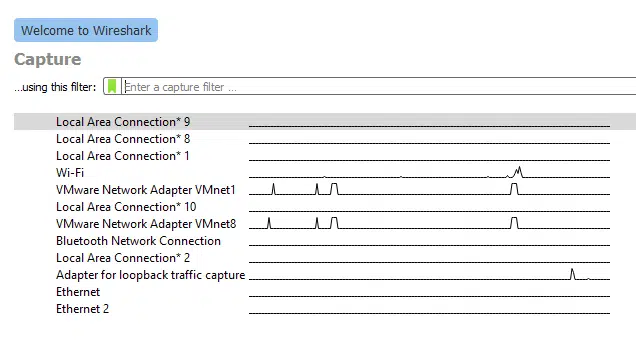 Welcome to Wireshark
Capture
...using this filter: Enter a capture filter ...
Local Area Connection* 9
Local Area Connection* 8
Local Area Connection* 1
Wi-Fi
VMware Network Adapter VMnet1
Local Area Connection* 10
VMware Network Adapter VMnet8
Bluetooth Network Connection
Local Area Connection* 2
Adapter for loopback traffic capture
Ethernet
Ethernet 2